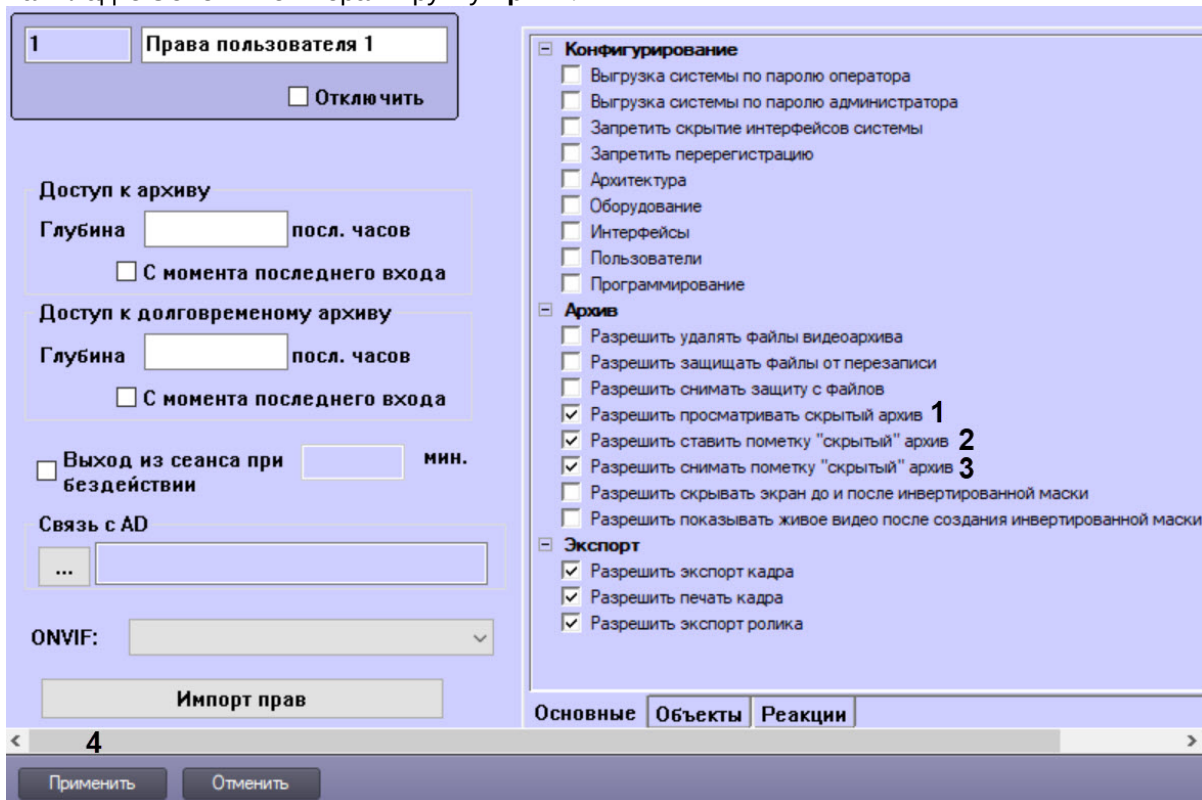 1 Права пользователя 1
Отключить
Доступ к архиву
Глубина посл. часов
С момента последнего входа
Доступ к долговременому архиву
Глубина посл. часов
С момента последнего входа
Выход из сеанса при бездействии мин.
Связь с AD
...
ONVIF:
Импорт прав
Конфигурирование
Выгрузка системы по паролю оператора
Выгрузка системы по паролю администратора
Запретить скрытие интерфейсов системы
Запретить перерегистрацию
Архитектура
Оборудование
Интерфейсы
Пользователи
Программирование
Архив
Разрешить удалять файлы видеоархива
Разрешить защищать файлы от перезаписи
Разрешить снимать защиту с файлов
Разрешить просматривать скрытый архив 1
Разрешить ставить пометку "скрытый" архив 2
Разрешить снимать пометку "скрытый" архив 3
Разрешить скрывать экран до и после инвертированной маски
Разрешить показывать живое видео после создания инвертированной маски
Экспорт
Разрешить экспорт кадра
Разрешить печать кадра
Разрешить экспорт ролика
Основные Объекты Реакции
4
Применить Отменить